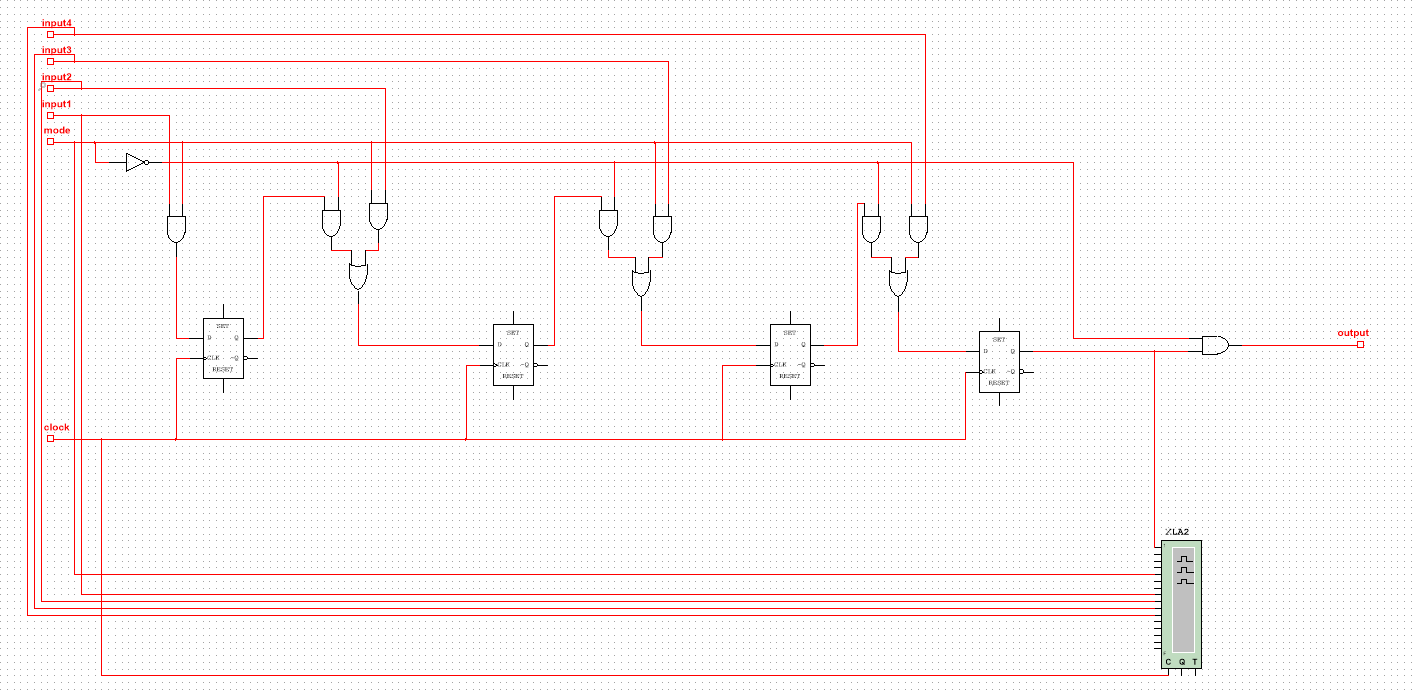 input4
input3
input2
input1
mode
SET
D Q
CLK ~Q
RESET
SET
D Q
CLK ~Q
RESET
SET
D Q
CLK ~Q
RESET
SET
D Q
CLK ~Q
RESET
output
clock
XLA2
1
F
C Q T